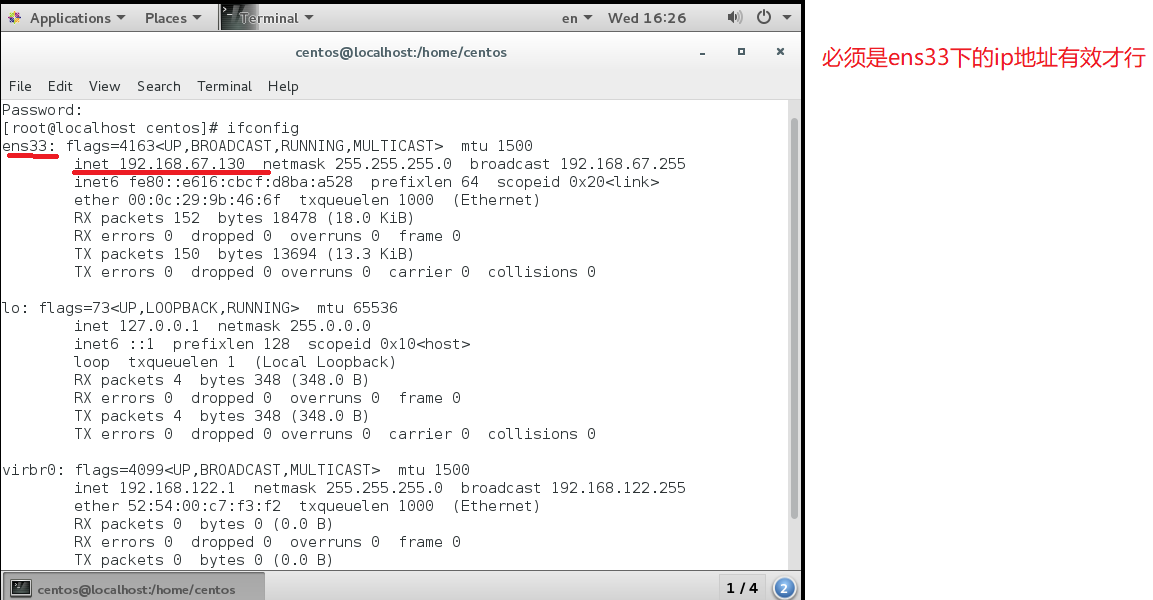 Applications Places Terminal en Wed 16:26
centos@localhost:/home/centos
File Edit View Search Terminal Help
必须是ens33下的ip地址有效才行
Password:
[root@localhost centos]# ifconfig
ens33: flags=4163<UP,BROADCAST,RUNNING,MULTICAST>  mtu 1500
        inet 192.168.67.130  netmask 255.255.255.0  broadcast 192.168.67.255
        inet6 fe80::e616:cbcf:d8ba:a528  prefixlen 64  scopeid 0x20<link>
        ether 00:0c:29:9b:46:6f  txqueuelen 1000  (Ethernet)
        RX packets 152  bytes 18478 (18.0 KiB)
        RX errors 0  dropped 0  overruns 0  frame 0
        TX packets 150  bytes 13694 (13.3 KiB)
        TX errors 0  dropped 0 overruns 0  carrier 0  collisions 0
lo: flags=73<UP,LOOPBACK,RUNNING>  mtu 65536
        inet 127.0.0.1  netmask 255.0.0.0
        inet6 ::1  prefixlen 128  scopeid 0x10<host>
        loop  txqueuelen 1  (Local Loopback)
        RX packets 4  bytes 348 (348.0 B)
        RX errors 0  dropped 0  overruns 0  frame 0
        TX packets 4  bytes 348 (348.0 B)
        TX errors 0  dropped 0 overruns 0  carrier 0  collisions 0
virbr0: flags=4099<UP,BROADCAST,MULTICAST>  mtu 1500
        inet 192.168.122.1  netmask 255.255.255.0  broadcast 192.168.122.255
        ether 52:54:00:c7:f3:f2  txqueuelen 1000  (Ethernet)
        RX packets 0  bytes 0 (0.0 B)
        RX errors 0  dropped 0  overruns 0  frame 0
        TX packets 0  bytes 0 (0.0 B)
centos@localhost:/home/centos 1 / 4 2